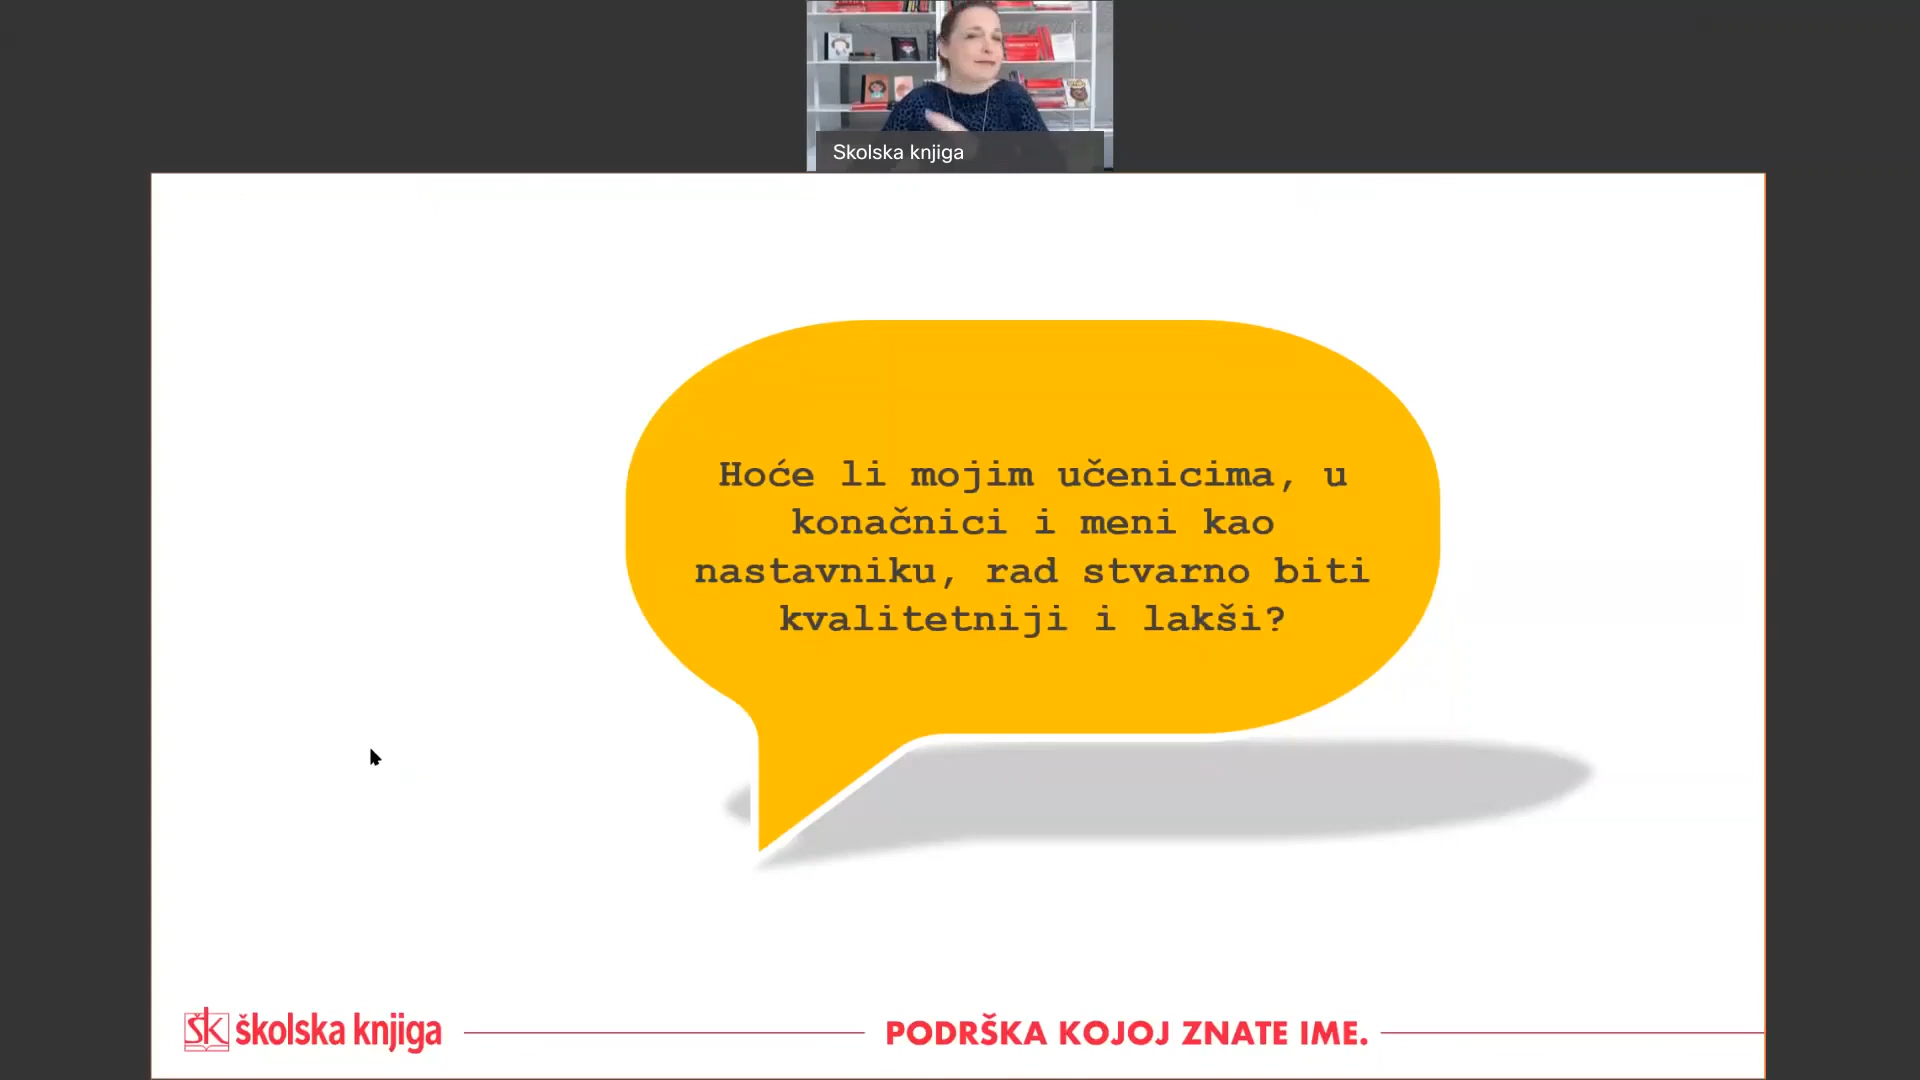 Skolska knjiga
Hoće li mojim učenicima, u
konačnici i meni kao
nastavniku, rad stvarno biti
kvalitetniji i lakši?
ŠK školska knjiga
PODRŠKA KOJOJ ZNATE IME.